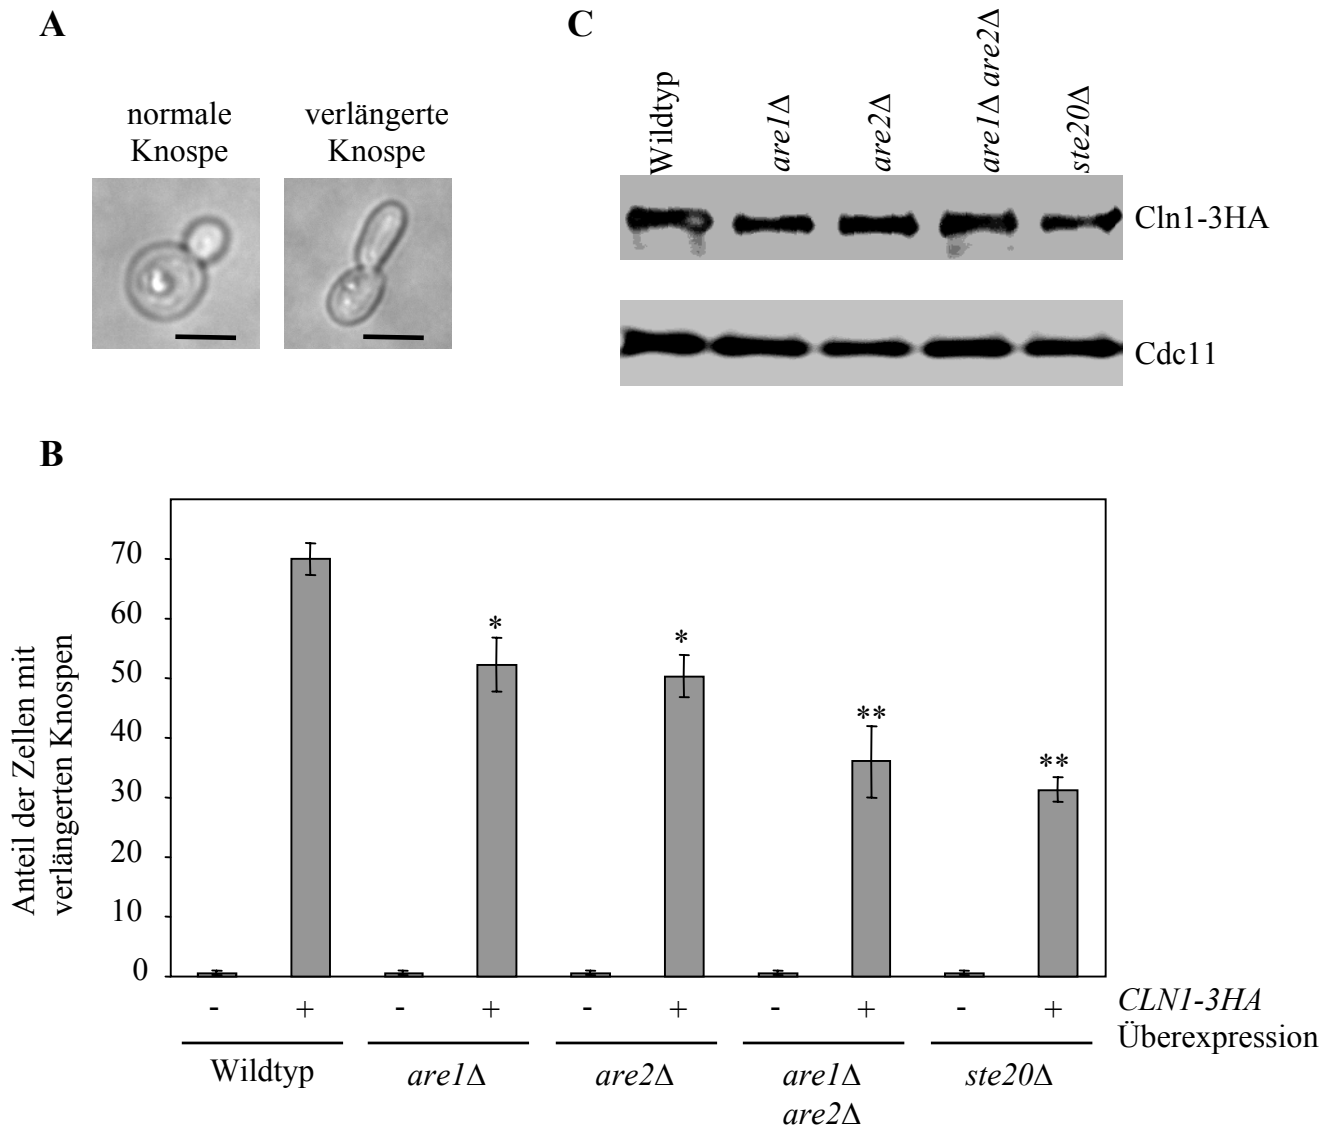 A
normale
Knospe
verlängerte
Knospe
C
Wildtyp
are1Δ
are2Δ
are1Δ are2Δ
ste20Δ
Cln1-3HA
Cdc11
B
Anteil der Zellen mit
verlängerten Knospen
70
60
50
40
30
20
10
0
*
*
**
**
- + - + - + - + - +
CLN1-3HA
Überexpression
Wildtyp
are1Δ
are2Δ
are1Δ
are2Δ
ste20Δ